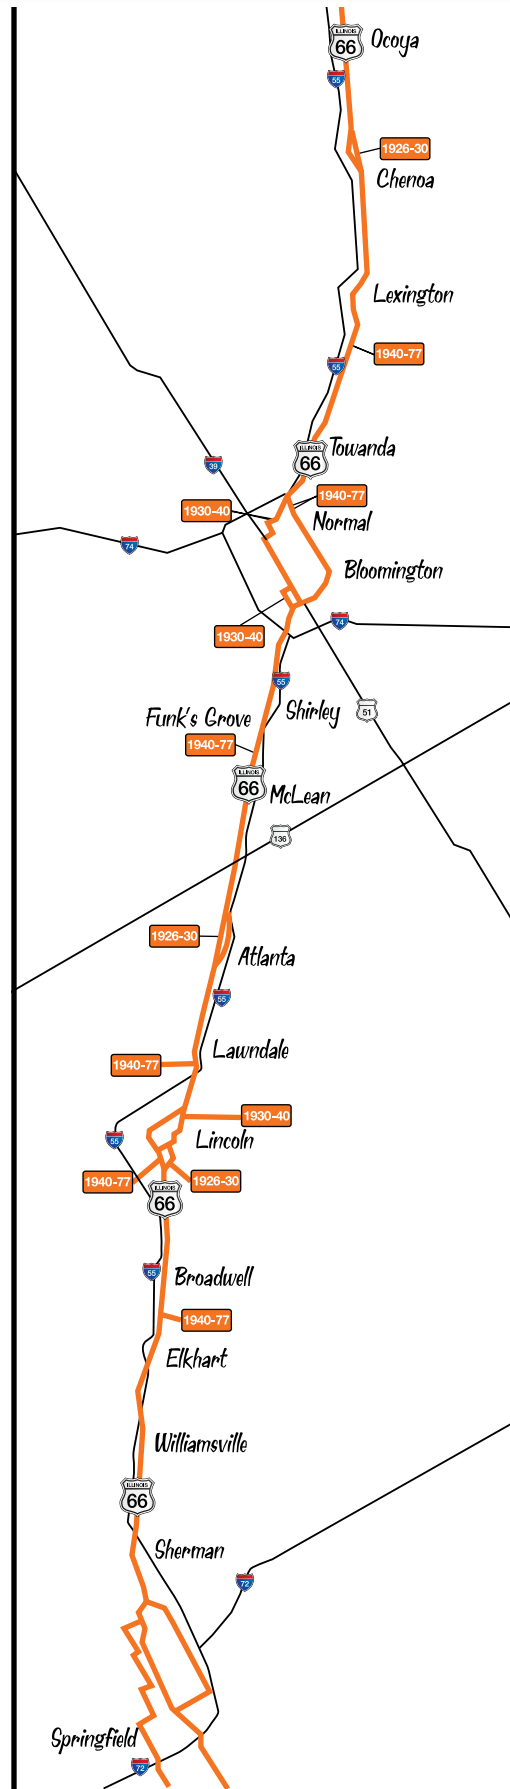 ILLINOIS
66
Ocoya
55
1926-30
Chenoa
Lexington
1940-77
55
Towanda
ILLINOIS
66
39
1940-77
1930-40
Normal
74
Bloomington
74
1930-40
55
Shirley
51
Funk's Grove
1940-77
ILLINOIS
66
McLean
136
1926-30
Atlanta
55
Lawndale
1940-77
1930-40
55
Lincoln
1940-77
1926-30
ILLINOIS
66
55
Broadwell
1940-77
Elkhart
Williamsville
ILLINOIS
66
Sherman
72
Springfield
72